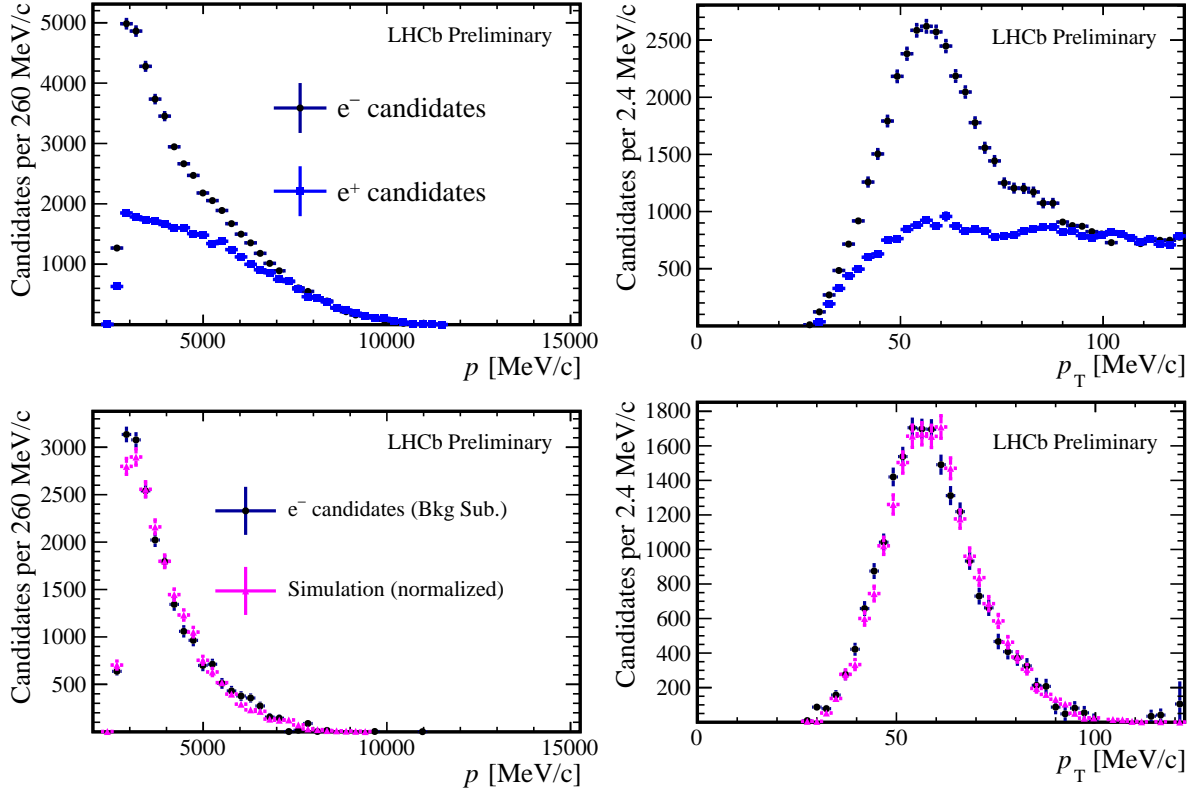 Candidates per 260 MeV/c
5000
4000
3000
2000
1000
LHCb Preliminary
e⁻ candidates
e⁺ candidates
5000 10000 15000
p [MeV/c]
Candidates per 2.4 MeV/c
2500
2000
1500
1000
500
0
LHCb Preliminary
0 50 100
p_T [MeV/c]
Candidates per 260 MeV/c
3000
2500
2000
1500
1000
500
LHCb Preliminary
e⁻ candidates (Bkg Sub.)
Simulation (normalized)
5000 10000 15000
p [MeV/c]
Candidates per 2.4 MeV/c
1800
1600
1400
1200
1000
800
600
400
200
0
LHCb Preliminary
0 50 100
p_T [MeV/c]